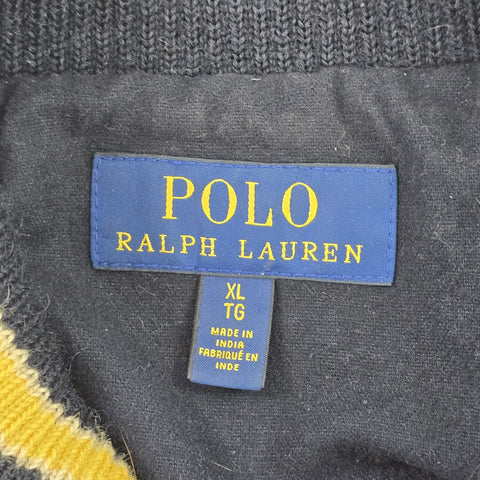 POLO
RALPH LAUREN
XL
TG
MADE IN
INDIA
FABRIQUÉ EN
INDE